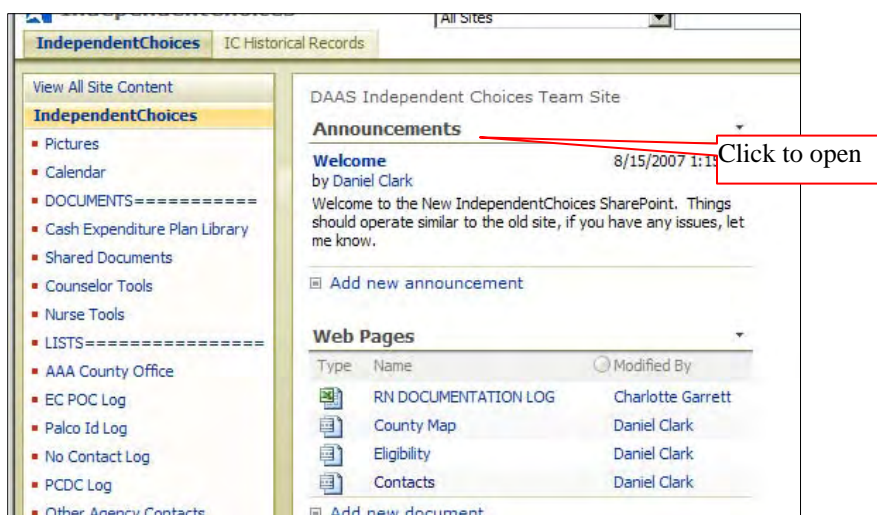 IndependentChoices
All Sites
IndependentChoices IC Historical Records
View All Site Content
IndependentChoices
Pictures
Calendar
DOCUMENTS===========
Cash Expenditure Plan Library
Shared Documents
Counselor Tools
Nurse Tools
LISTS================
AAA County Office
EC POC Log
Palco Id Log
No Contact Log
PCDC Log
Other Agency Contacts
DAAS Independent Choices Team Site
Announcements
Welcome 8/15/2007
by Daniel Clark
Welcome to the New IndependentChoices SharePoint. Things
should operate similar to the old site, if you have any issues, let
me know.
Add new announcement
Web Pages
Type Name Modified By
RN DOCUMENTATION LOG Charlotte Garrett
County Map Daniel Clark
Eligibility Daniel Clark
Contacts Daniel Clark
Add new document
Click to open